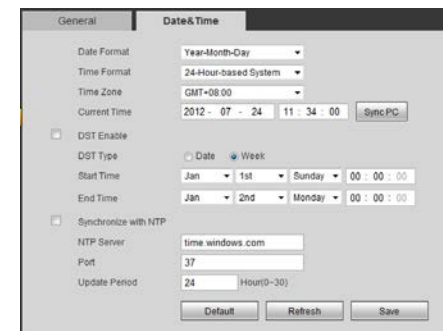 General Date&Time
Date Format Year-Month-Day
Time Format 24-Hour-based System
Time Zone GMT+08:00
Current Time 2012 - 07 - 24 11 : 34 : 00 Sync PC
DST Enable
DST Type Date Week
Start Time Jan 1st Sunday 00 : 00 : 00
End Time Jan 2nd Monday 00 : 00 : 00
Synchronize with NTP
NTP Server time.windows.com
Port 37
Update Period 24 Hour(0~30)
Default Refresh Save